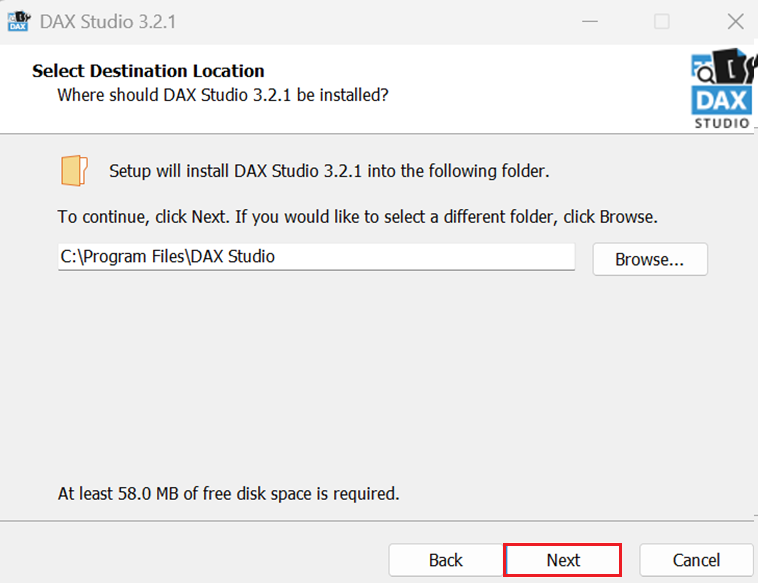 DAX Studio 3.2.1
Select Destination Location
Where should DAX Studio 3.2.1 be installed?
DAX
STUDIO
Setup will install DAX Studio 3.2.1 into the following folder.
To continue, click Next. If you would like to select a different folder, click Browse.
C:\Program Files\DAX Studio
Browse...
At least 58.0 MB of free disk space is required.
Back
Next
Cancel